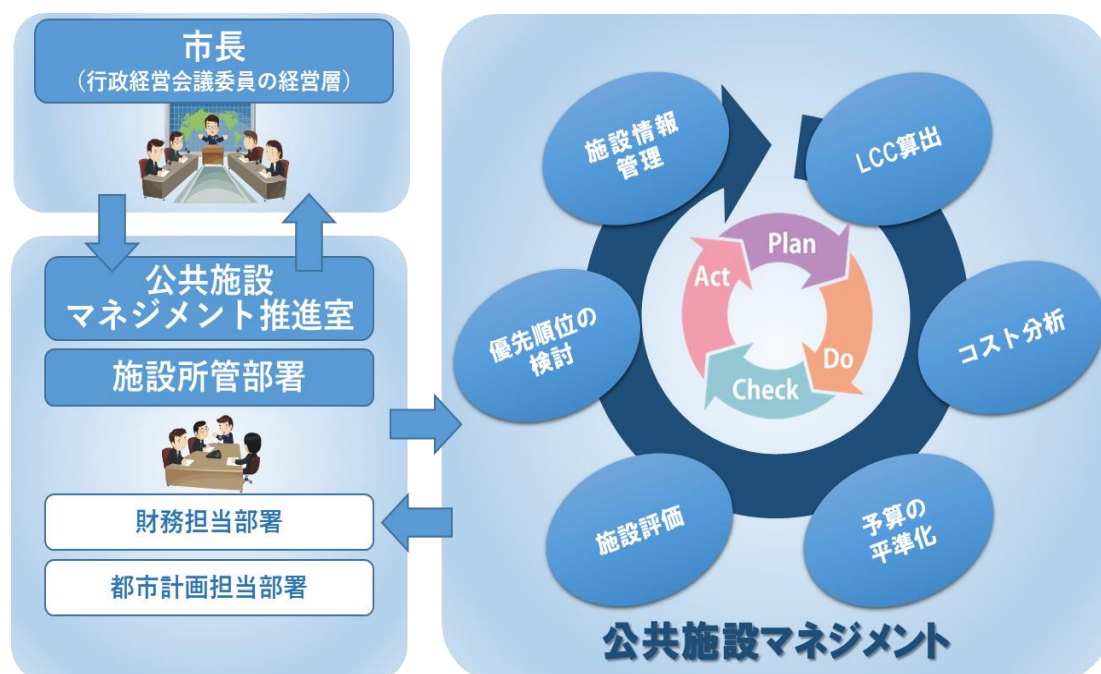 市長
（行政経営会議委員の経営層）
公共施設
マネジメント推進室
施設所管部署
財務担当部署
都市計画担当部署
施設情報
管理
LCC算出
優先順位の
検討
コスト分析
施設評価
予算の
平準化
Plan
Do
Check
Act
公共施設マネジメント